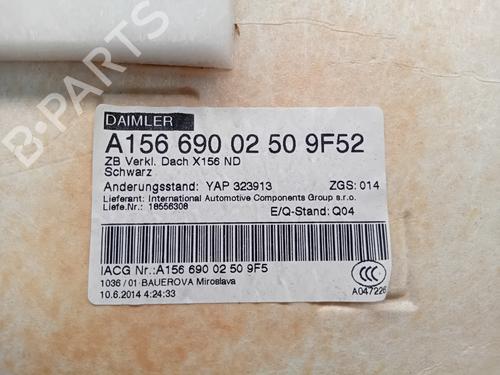 DAIMLER
A156 690 02 50 9F52
ZB Verkl. Dach X156 ND
Schwarz
Änderungsstand: YAP 323913 ZGS: 014
Lieferant: International Automotive Components Group s.r.o.
Liefe.Nr.: 18556308 E/Q-Stand: Q04
IACG Nr.:A156 690 02 50 9F5
1036 / 01 BAUEROVA Miroslava
10.6.2014 4:24:33
CCC
A047226
B-PARTS